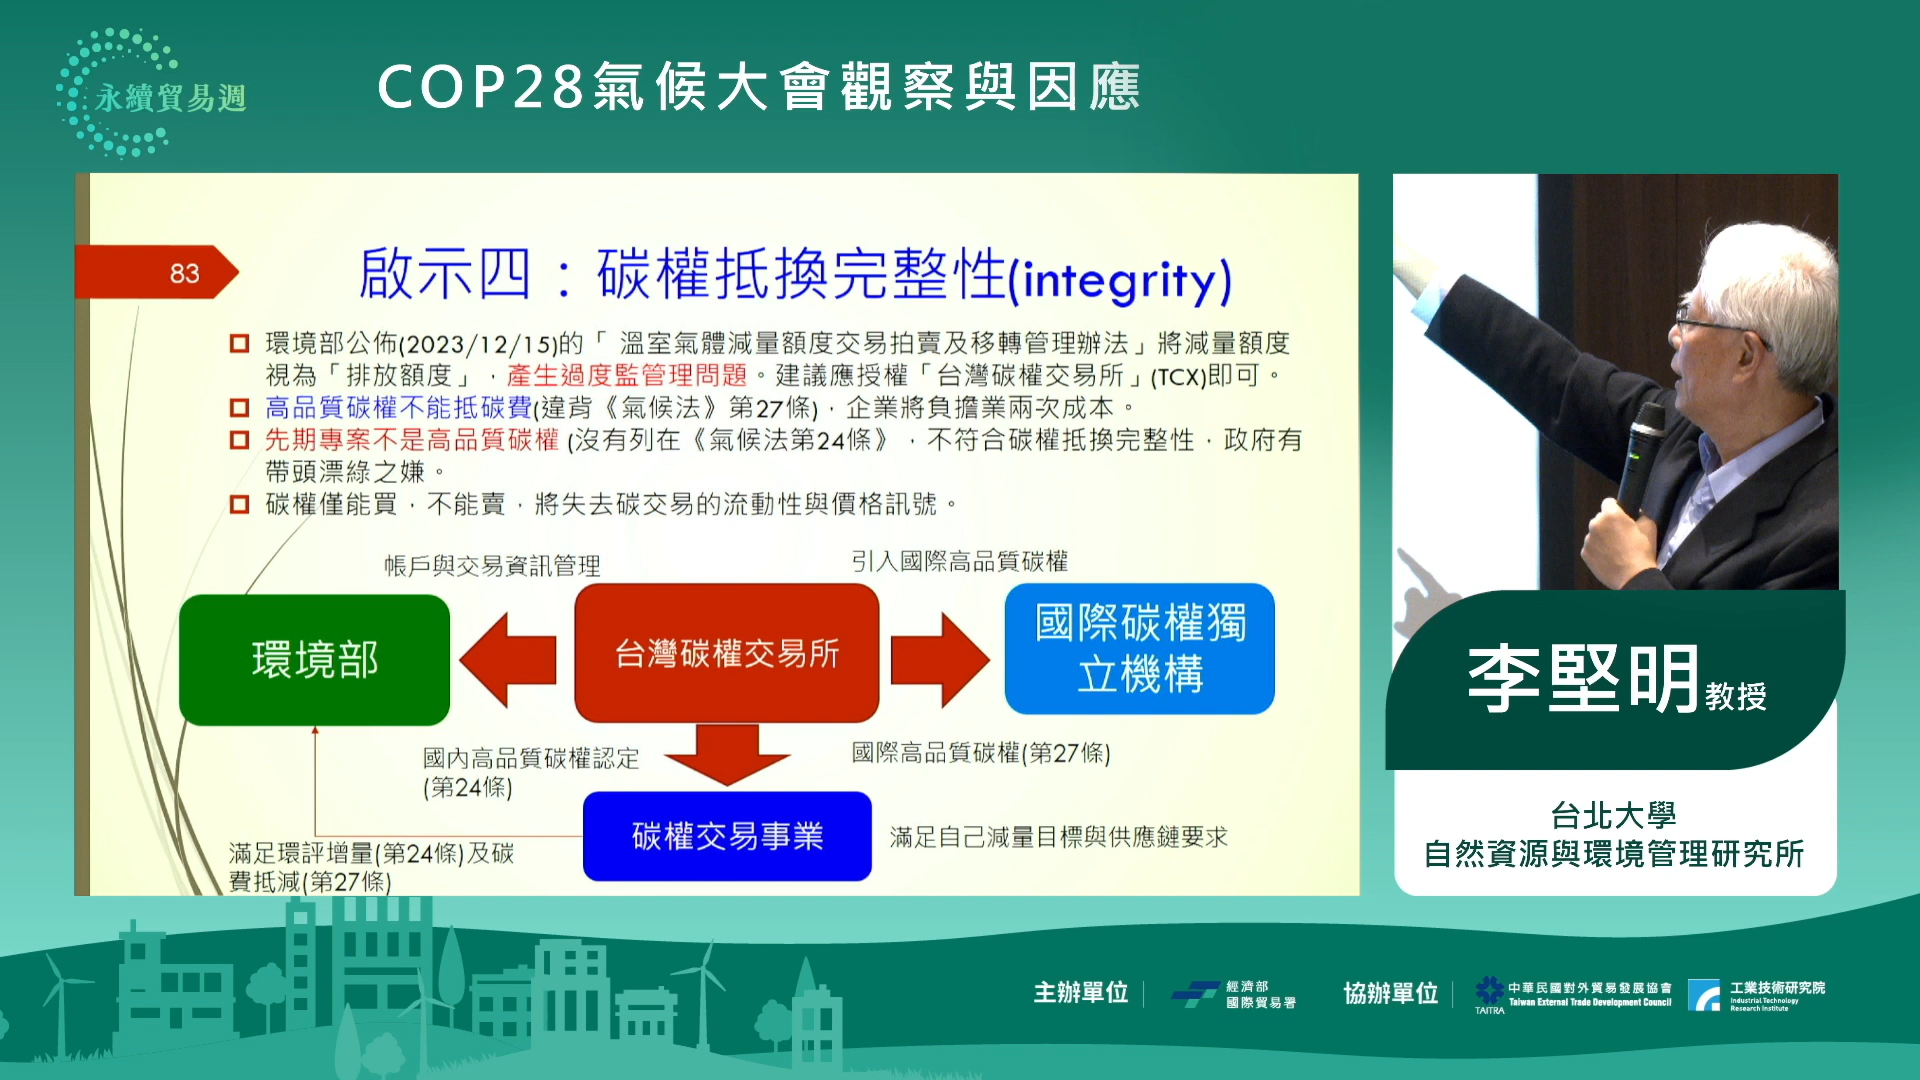 永續貿易週
COP28氣候大會觀察與因應
83
啟示四：碳權抵換完整性(integrity)
環境部公佈(2023/12/15)的「 溫室氣體減量額度交易拍賣及移轉管理辦法」將減量額度
視為「排放額度」，產生過度監管理問題。建議應授權「台灣碳權交易所」(TCX)即可。
高品質碳權不能抵碳費(違背《氣候法》第27條)，企業將負擔業兩次成本。
先期專案不是高品質碳權 (沒有列在《氣候法第24條》，不符合碳權抵換完整性，政府有
帶頭漂綠之嫌。
碳權僅能買，不能賣，將失去碳交易的流動性與價格訊號。
帳戶與交易資訊管理
引入國際高品質碳權
環境部
台灣碳權交易所
國際碳權獨
立機構
國內高品質碳權認定
(第24條)
國際高品質碳權(第27條)
碳權交易事業
滿足自己減量目標與供應鏈要求
滿足環評增量(第24條)及碳
費抵減(第27條)
李堅明教授
台北大學
自然資源與環境管理研究所
主辦單位
經濟部
國際貿易署
協辦單位
TAITRA
中華民國對外貿易發展協會
Taiwan External Trade Development Council
工業技術研究院
Industrial Technology
Research Institute